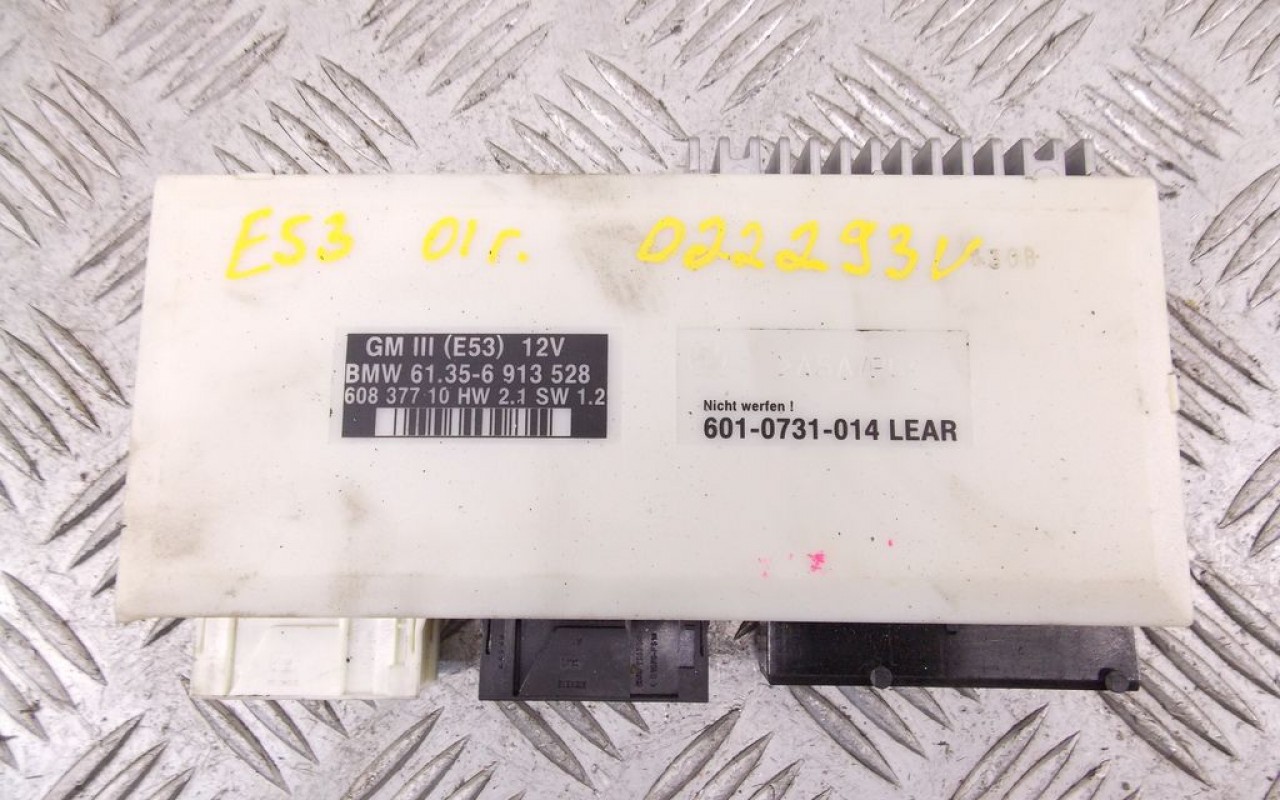 E53 01г. D22293V
GM III (E53) 12V
BMW 61.35-6 913 528
608 377 10 HW 2.1 SW 1.2
Nicht werfen !
601-0731-014 LEAR